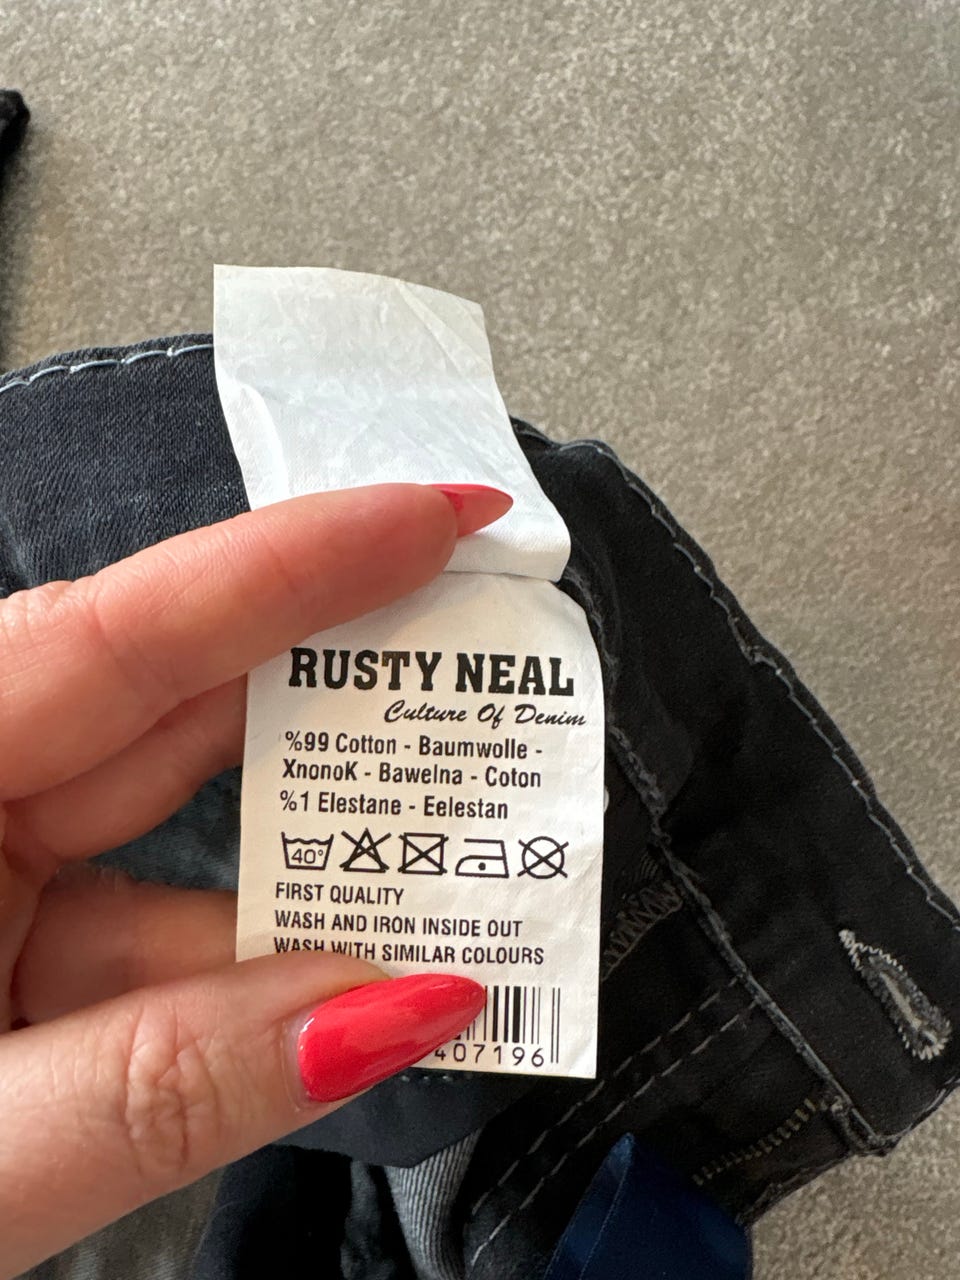 RUSTY NEAL
Culture Of Denim
%99 Cotton - Baumwolle -
XnonoK - Bawelna - Coton
%1 Elestane - Eelestan
40°
FIRST QUALITY
WASH AND IRON INSIDE OUT
WASH WITH SIMILAR COLOURS
407196